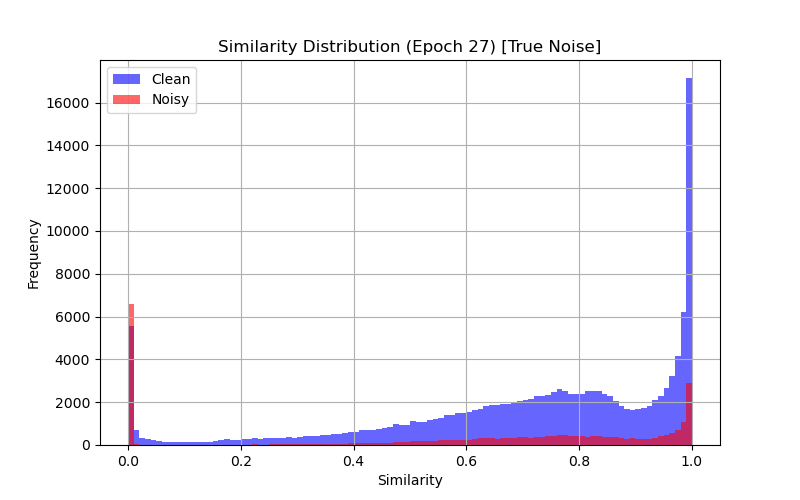 Similarity Distribution (Epoch 27) [True Noise]
Clean
Noisy
16000
14000
12000
10000
8000
6000
4000
2000
0
Frequency
0.0 0.2 0.4 0.6 0.8 1.0
Similarity